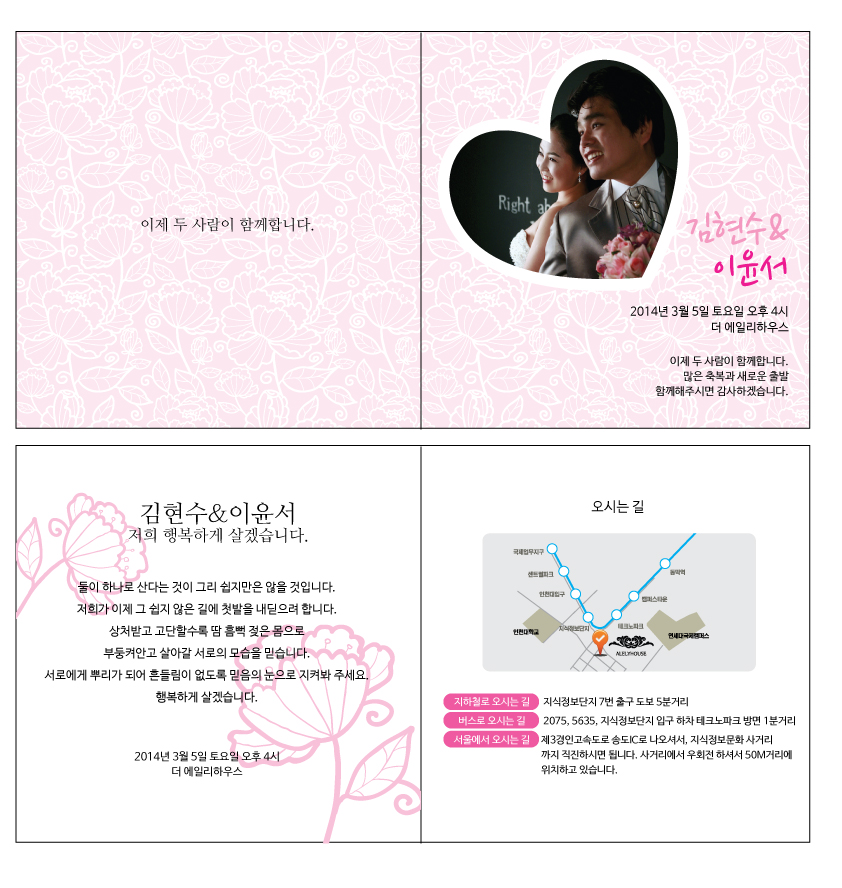 이제 두 사람이 함께합니다.
Right ab
김현수&
이윤서
2014년 3월 5일 토요일 오후 4시
더 에일리하우스
이제 두 사람이 함께합니다.
많은 축복과 새로운 출발
함께해주시면 감사하겠습니다.
김현수&이윤서
저희 행복하게 살겠습니다.
둘이 하나로 산다는 것이 그리 쉽지만은 않을 것입니다.
저희가 이제 그 쉽지 않은 길에 첫발을 내딛으려 합니다.
상처받고 고단할수록 땀 흠뻑 젖은 몸으로
부둥켜안고 살아갈 서로의 모습을 믿습니다.
서로에게 뿌리가 되어 흔들림이 없도록 믿음의 눈으로 지켜봐 주세요.
행복하게 살겠습니다.
2014년 3월 5일 토요일 오후 4시
더 에일리하우스
오시는 길
국제업무지구
센트럴파크
인천대입구
지식정보단지
테크노파크
캠퍼스타운
동막역
인천대학교
연세대국제캠퍼스
ALELYHOUSE
지하철로 오시는 길 지식정보단지 7번 출구 도보 5분거리
버스로 오시는 길 2075, 5635, 지식정보단지 입구 하차 테크노파크 방면 1분거리
서울에서 오시는 길 제3경인고속도로 송도IC로 나오셔서, 지식정보문화 사거리
까지 직진하시면 됩니다. 사거리에서 우회전 하셔서 50M거리에
위치하고 있습니다.